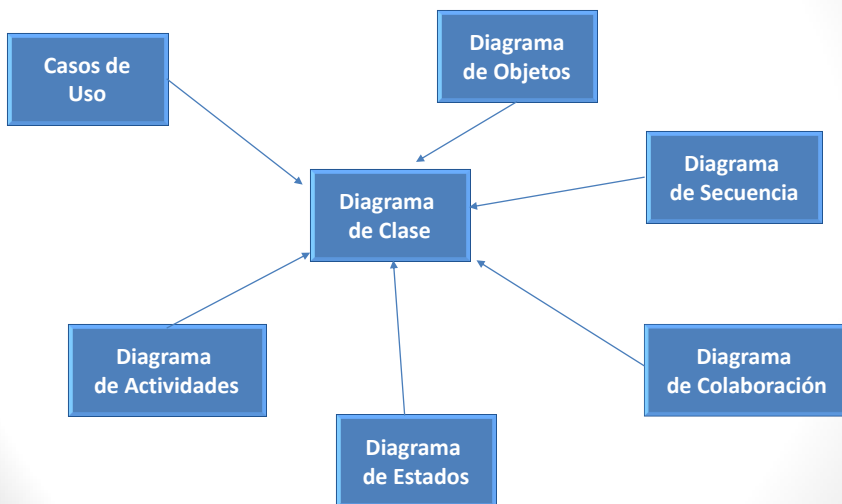 Casos de
Uso
Diagrama
de Objetos
Diagrama
de Secuencia
Diagrama
de Clase
Diagrama
de Actividades
Diagrama
de Colaboración
Diagrama
de Estados